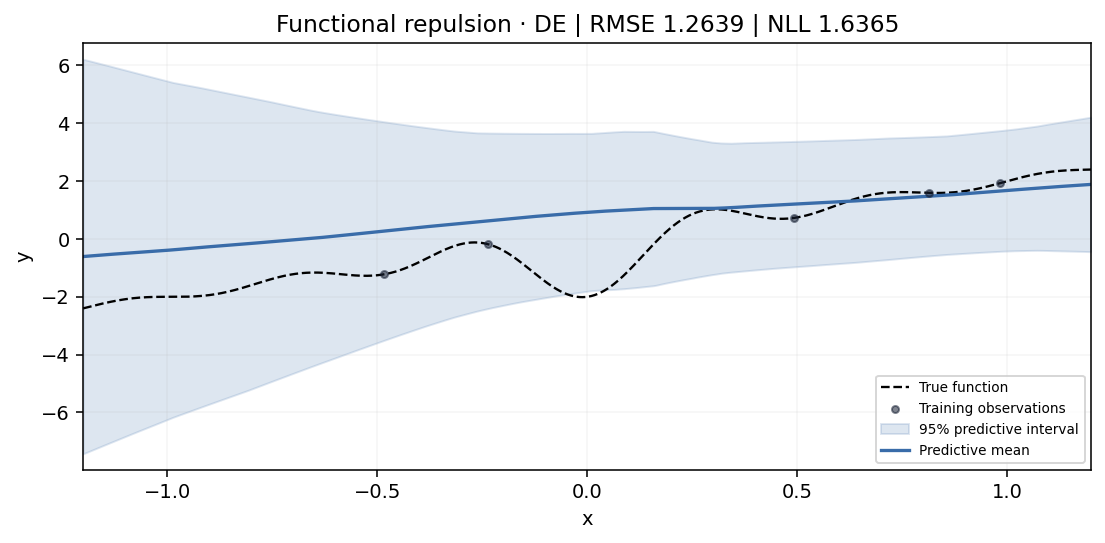 Functional repulsion · DE | RMSE 1.2639 | NLL 1.6365
6
4
2
0
−2
−4
−6
y
−1.0
−0.5
0.0
0.5
1.0
x
True function
Training observations
95% predictive interval
Predictive mean